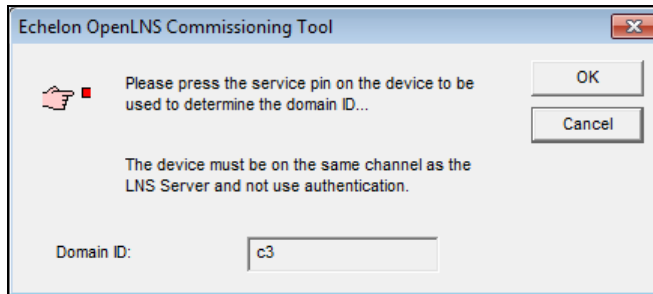 Echelon OpenLNS Commissioning Tool
Please press the service pin on the device to be
used to determine the domain ID...
OK
Cancel
The device must be on the same channel as the
LNS Server and not use authentication.
Domain ID:
c3